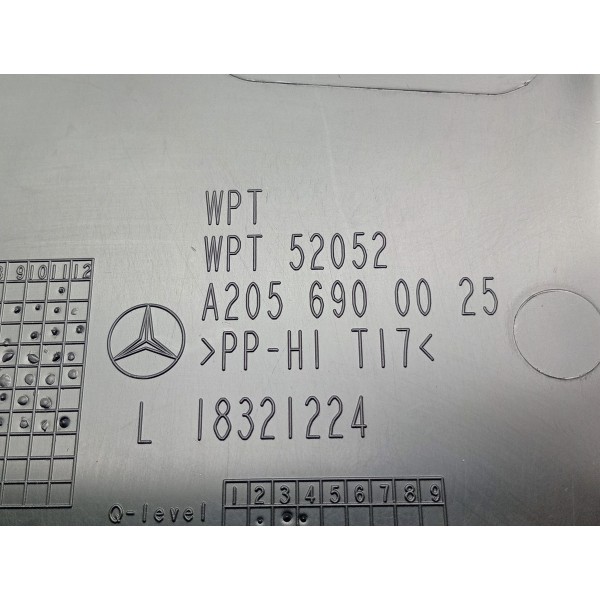 WPT
WPT 52052
A205 690 00 25
>PP-HI T17<
L 18321224
8 9 10 11 12
1 2 3 4 5 6 7 8 9
Q-level